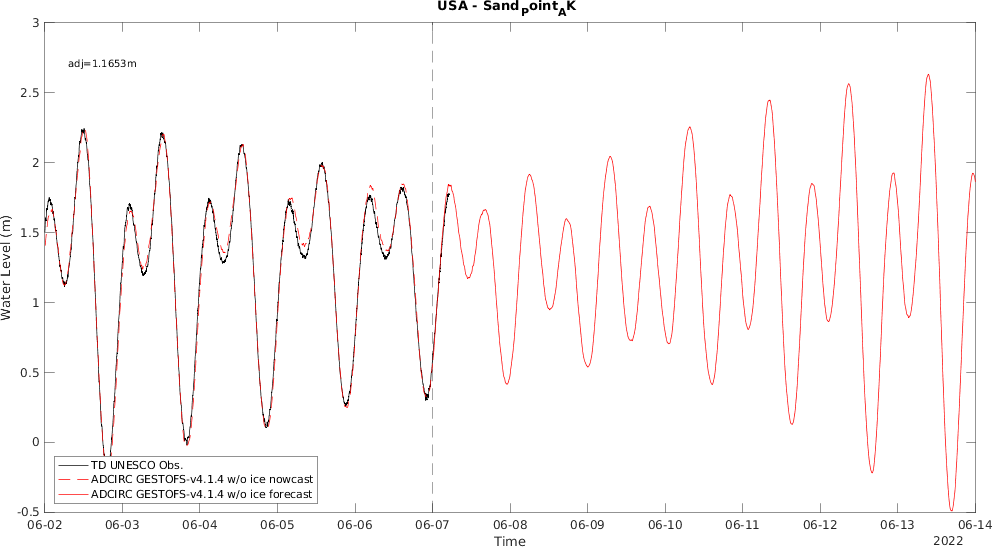 USA - Sand_Point_AK
adj=1.1653m
Water Level (m)
3
2.5
2
1.5
1
0.5
0
-0.5
TD UNESCO Obs.
ADCIRC GESTOFS-v4.1.4 w/o ice nowcast
ADCIRC GESTOFS-v4.1.4 w/o ice forecast
06-02 06-03 06-04 06-05 06-06 06-07 06-08 06-09 06-10 06-11 06-12 06-13 06-14
Time
2022